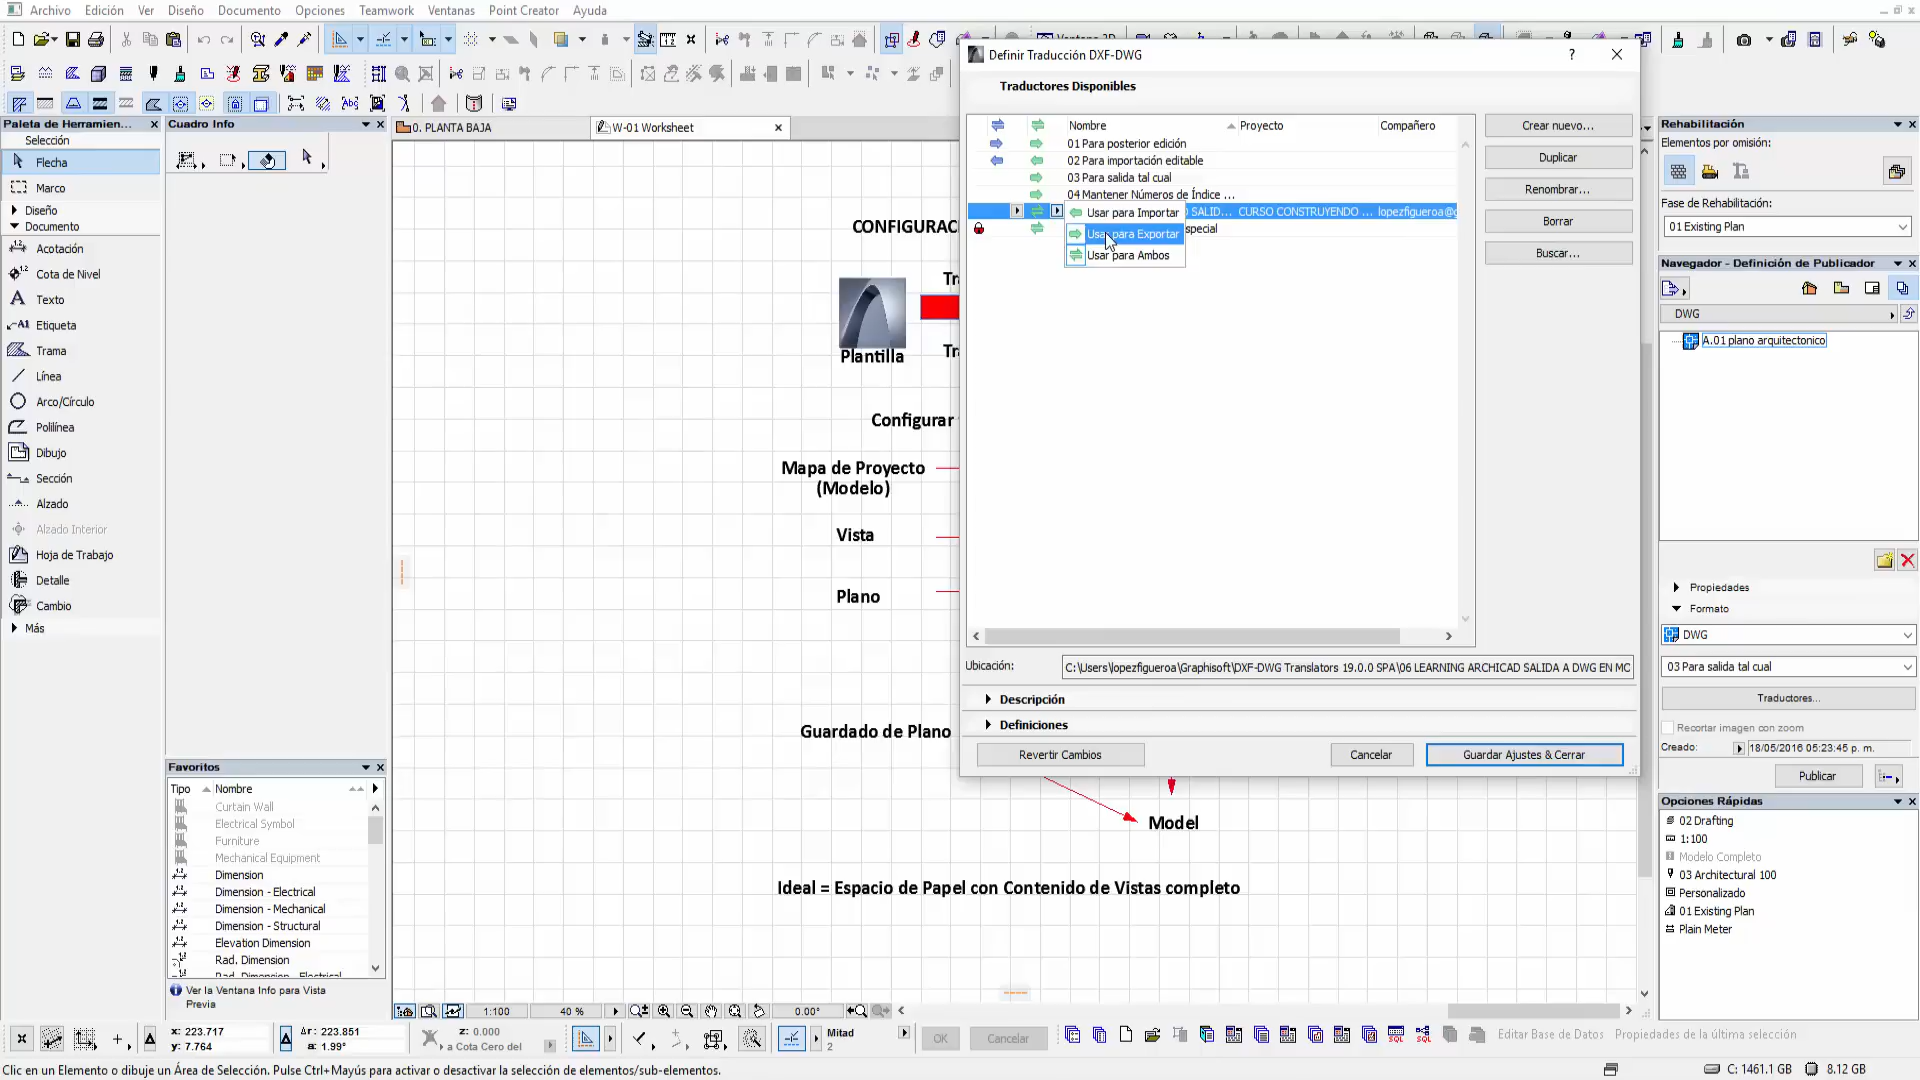 Archivo Edición Ver Diseño Documento Opciones Teamwork Ventanas Point Creator Ayuda
Paleta de Herramien...
Selección
Flecha
Marco
Diseño
Documento
Acotación
Cota de Nivel
Texto
Etiqueta
Trama
Línea
Arco/Círculo
Polilínea
Dibujo
Sección
Alzado
Alzado Interior
Hoja de Trabajo
Detalle
Cambio
Más
Cuadro Info
Favoritos
Tipo Nombre
Curtain Wall
Electrical Symbol
Furniture
Mechanical Equipment
Dimension
Dimension - Electrical
Dimension - Mechanical
Dimension - Structural
Elevation Dimension
Rad. Dimension
Rad. Dimension - Electrical
Ver la Ventana Info para Vista
Previa
0. PLANTA BAJA
W-01 Worksheet
CONFIGURAC
Plantilla
Configurar
Mapa de Proyecto
(Modelo)
Vista
Plano
Guardado de Plano
Model
Ideal = Espacio de Papel con Contenido de Vistas completo
Definir Traducción DXF-DWG
?
Traductores Disponibles
Nombre Proyecto Compañero
01 Para posterior edición
02 Para importación editable
03 Para salida tal cual
04 Mantener Números de Índice ...
SALID... CURSO CONSTRUYENDO ... lopezfigueroa@g
special
Usar para Importar
Usar para Exportar
Usar para Ambos
Crear nuevo...
Duplicar
Renombrar...
Borrar
Buscar...
Ubicación:
C:\Users\lopezfigueroa\Graphisoft\DXF-DWG Translators 19.0.0 SPA\06 LEARNING ARCHICAD SALIDA A DWG EN MC
Descripción
Definiciones
Revertir Cambios
Cancelar
Guardar Ajustes & Cerrar
Rehabilitación
Elementos por omisión:
Fase de Rehabilitación:
01 Existing Plan
Navegador - Definición de Publicador
DWG
A.01 plano arquitectonico
Propiedades
Formato
DWG
03 Para salida tal cual
Traductores...
Recortar imagen con zoom
Creado:
18/05/2016 05:23:45 p. m.
Publicar
Opciones Rápidas
02 Drafting
1:100
Modelo Completo
03 Architectural 100
Personalizado
01 Existing Plan
Plain Meter
1:100
40 %
0.00°
x: 223.717
y: 7.764
Δr: 223.851
a: 1.99°
z: 0.000
a Cota Cero del
Mitad
2
OK
Cancelar
Editar Base de Datos
Propiedades de la última selección
Clic en un Elemento o dibuje un Área de Selección. Pulse Ctrl+Mayús para activar o desactivar la selección de elementos/sub-elementos.
C: 1461.1 GB
8.12 GB